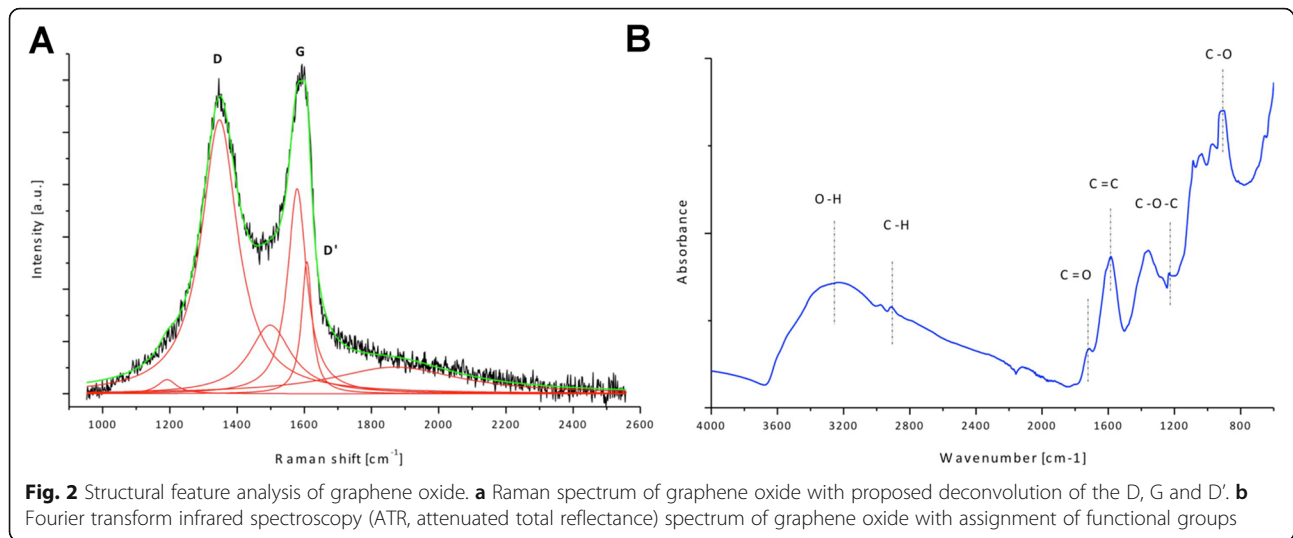 A
B
D
G
D'
Intensity [a.u.]
1000 1200 1400 1600 1800 2000 2200 2400 2600
Raman shift [cm-1]
C-O
O-H
C-H
C=C
C-O-C
C=O
Absorbance
4000 3600 3200 2800 2400 2000 1600 1200 800
Wavenumber [cm-1]
Fig. 2 Structural feature analysis of graphene oxide. a Raman spectrum of graphene oxide with proposed deconvolution of the D, G and D’. b
Fourier transform infrared spectroscopy (ATR, attenuated total reflectance) spectrum of graphene oxide with assignment of functional groups